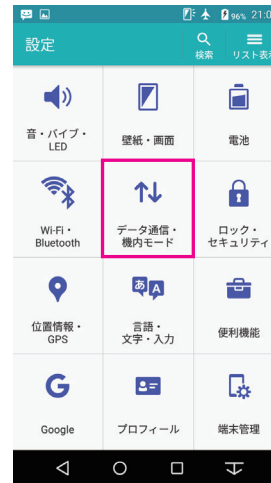 96% 21:0
設定
検索 リスト表
音・バイブ・
LED
壁紙・画面
電池
Wi-Fi・
Bluetooth
データ通信・
機内モード
ロック・
セキュリティ
位置情報・
GPS
あ A
言語・
文字・入力
便利機能
G
Google
プロフィール
端末管理